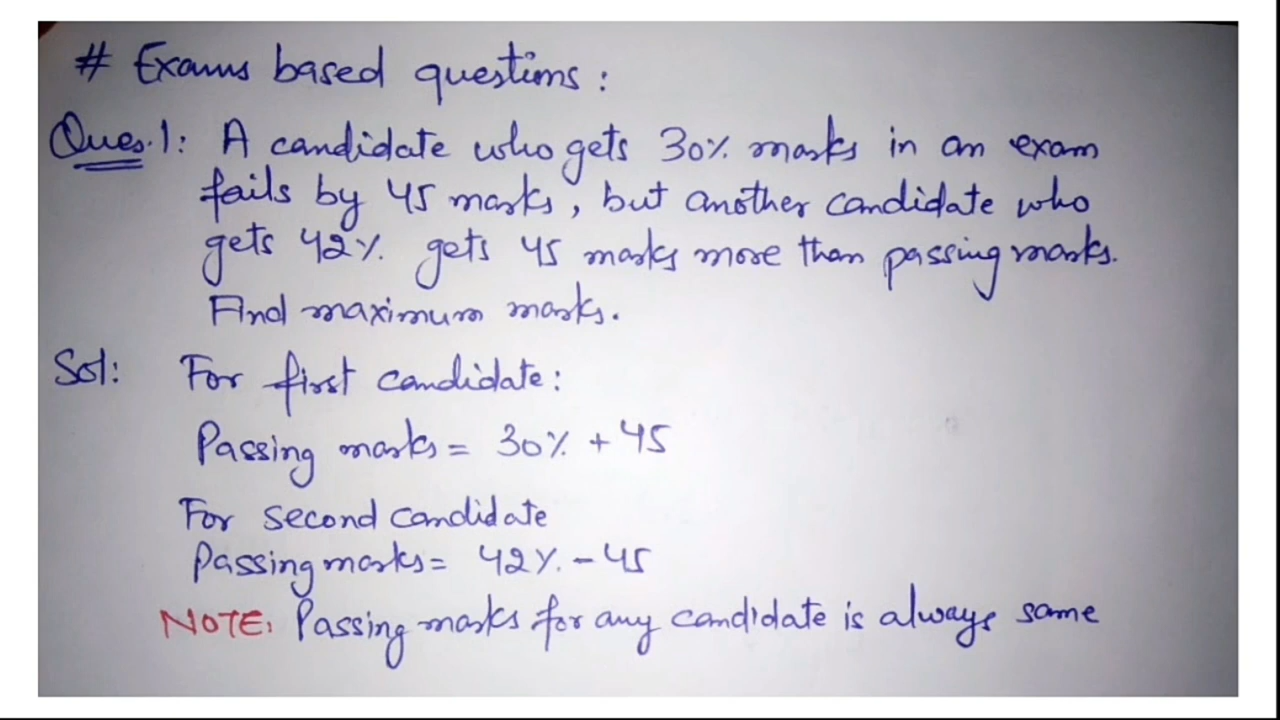 # Exams based questions:
Ques.1: A candidate who gets 30% marks in an exam
fails by 45 marks, but another candidate who
gets 42% gets 45 marks more than passing marks.
Find maximum marks.
Sol: For first candidate:
Passing marks = 30% + 45
For second candidate
Passing marks = 42% - 45
NOTE: Passing marks for any candidate is always same